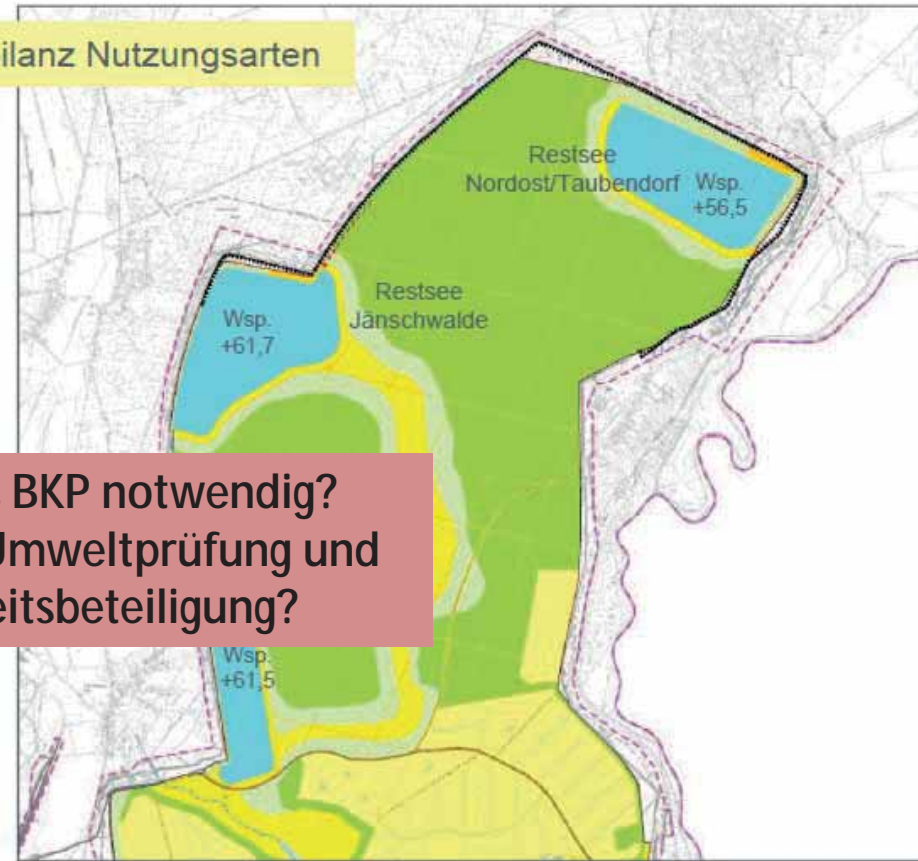 ilanz Nutzungsarten
Restsee
Nordost/Taubendorf
Wsp.
+56,5
Restsee
Jänschwalde
Wsp.
+61,7
BKP notwendig?
Umweltprüfung und
eitsbeteiligung?
Wsp.
+61,5